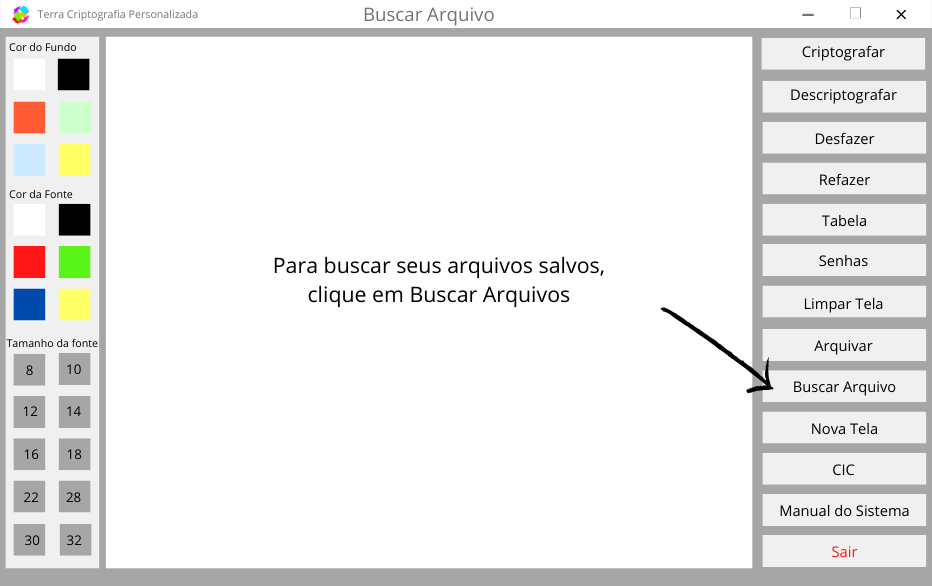 Terra Criptografia Personalizada
Buscar Arquivo
Cor do Fundo
Cor da Fonte
Tamanho da fonte
8 10
12 14
16 18
22 28
30 32
Para buscar seus arquivos salvos,
clique em Buscar Arquivos
Criptografar
Descriptografar
Desfazer
Refazer
Tabela
Senhas
Limpar Tela
Arquivar
Buscar Arquivo
Nova Tela
CIC
Manual do Sistema
Sair